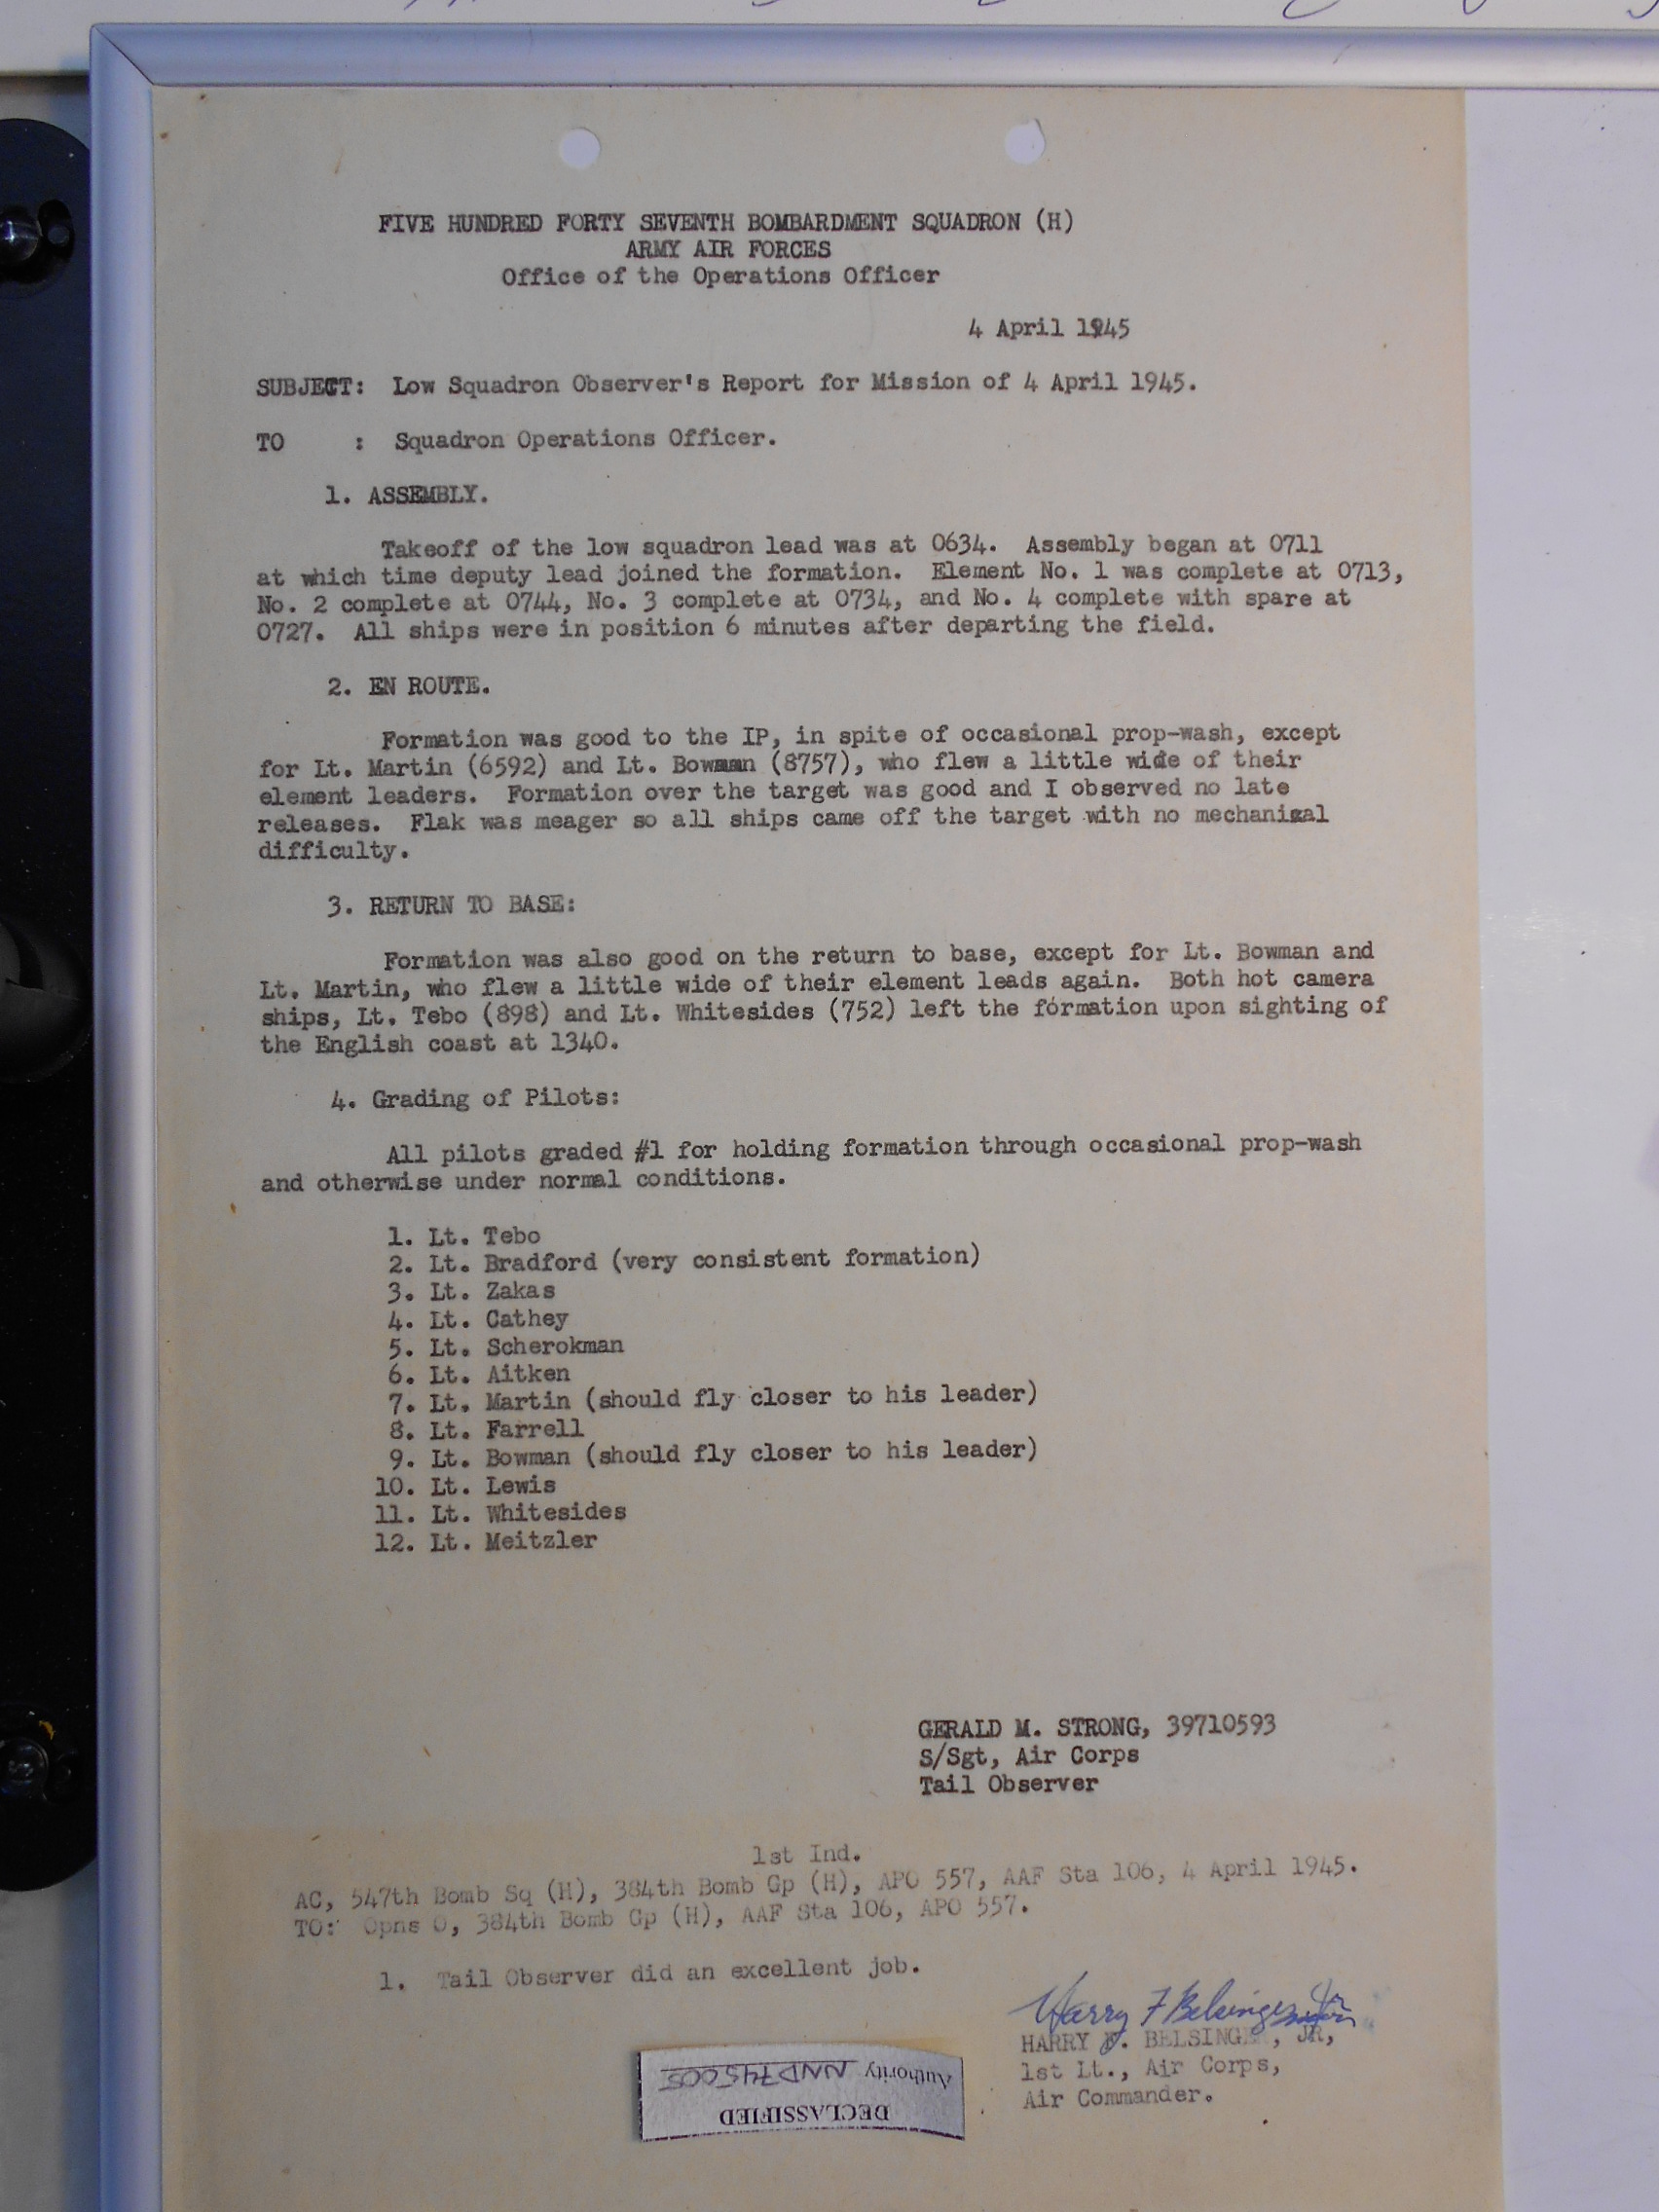 FIVE HUNDRED FORTY SEVENTH BOMBARDMENT SQUADRON (H)
ARMY AIR FORCES
Office of the Operations Officer
4 April 1945
SUBJECT: Low Squadron Observer's Report for Mission of 4 April 1945.
TO : Squadron Operations Officer.
1. ASSEMBLY.
Takeoff of the low squadron lead was at 0634. Assembly began at 0711
at which time deputy lead joined the formation. Element No. 1 was complete at 0713,
No. 2 complete at 0744, No. 3 complete at 0734, and No. 4 complete with spare at
0727. All ships were in position 6 minutes after departing the field.
2. EN ROUTE.
Formation was good to the IP, in spite of occasional prop-wash, except
for Lt. Martin (6592) and Lt. Bowman (8757), who flew a little wide of their
element leaders. Formation over the target was good and I observed no late
releases. Flak was meager so all ships came off the target with no mechanical
difficulty.
3. RETURN TO BASE:
Formation was also good on the return to base, except for Lt. Bowman and
Lt. Martin, who flew a little wide of their element leads again. Both hot camera
ships, Lt. Tebo (898) and Lt. Whitesides (752) left the formation upon sighting of
the English coast at 1340.
4. Grading of Pilots:
All pilots graded #1 for holding formation through occasional prop-wash
and otherwise under normal conditions.
1. Lt. Tebo
2. Lt. Bradford (very consistent formation)
3. Lt. Zakas
4. Lt. Cathey
5. Lt. Scherokman
6. Lt. Aitken
7. Lt. Martin (should fly closer to his leader)
8. Lt. Farrell
9. Lt. Bowman (should fly closer to his leader)
10. Lt. Lewis
11. Lt. Whitesides
12. Lt. Meitzler
GERALD M. STRONG, 39710593
S/Sgt, Air Corps
Tail Observer
1st Ind.
AC, 547th Bomb Sq (H), 384th Bomb Gp (H), APO 557, AAF Sta 106, 4 April 1945.
TO: Opns O, 384th Bomb Gp (H), AAF Sta 106, APO 557.
1. Tail Observer did an excellent job.
Harry F Belsinger Jr
HARRY F. BELSINGER, JR,
1st Lt., Air Corps,
Air Commander.
DECLASSIFIED
Authority NND745005